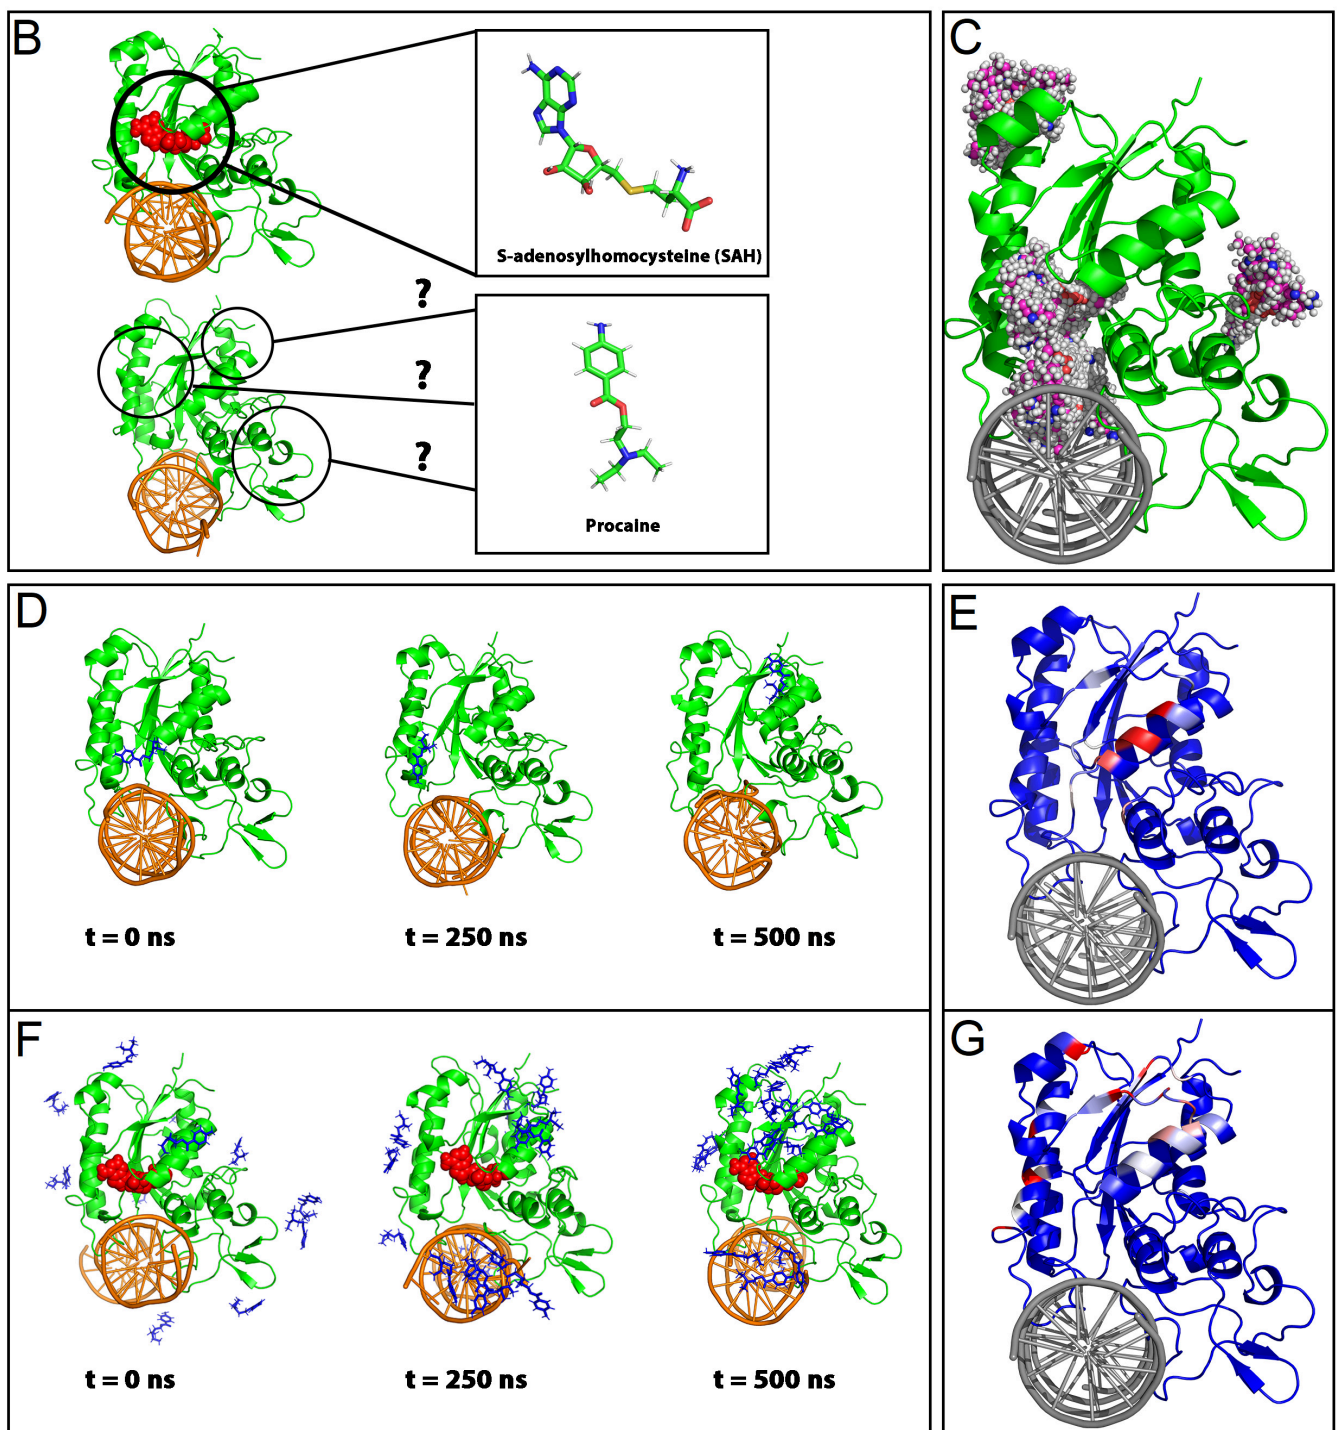 B
S-adenosylhomocysteine (SAH)
?
?
?
Procaine
C
D
t = 0 ns
t = 250 ns
t = 500 ns
E
F
t = 0 ns
t = 250 ns
t = 500 ns
G